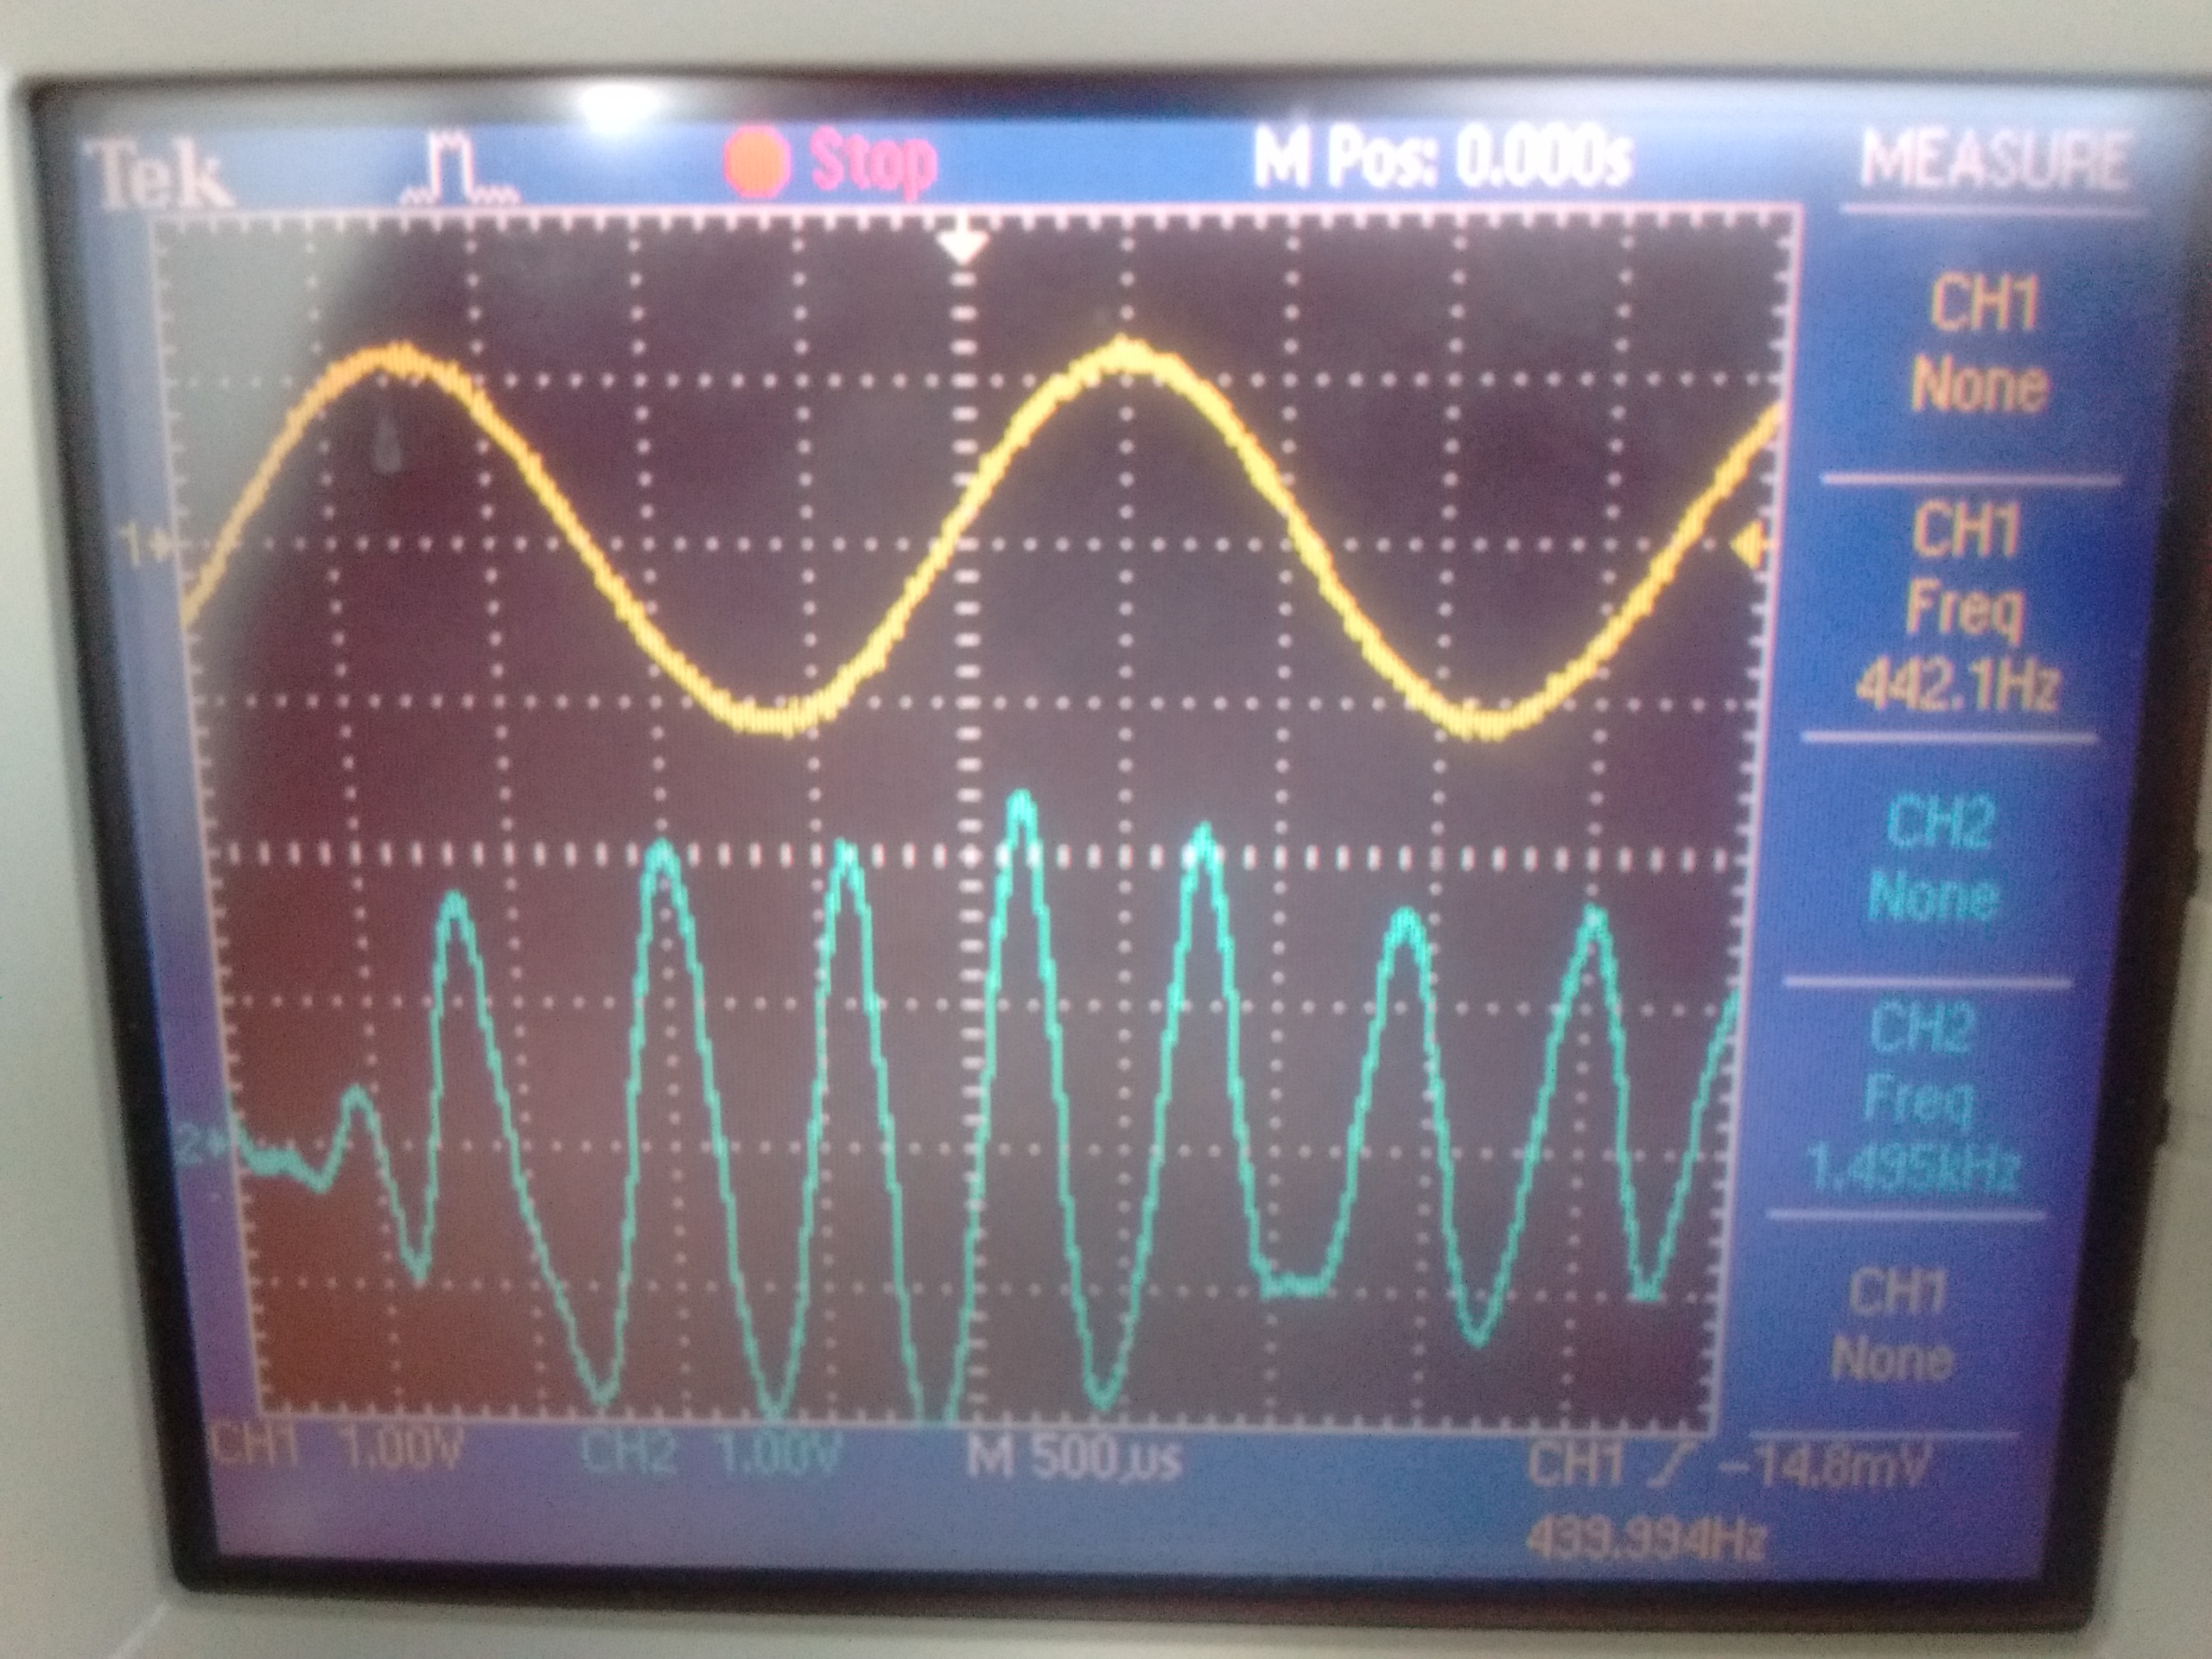 Tek Stop M Pos: 0.000s MEASURE
CH1
None
1
CH1
Freq
442.1Hz
CH2
None
2
CH2
Freq
1.495kHz
CH1
None
CH1 1.00V CH2 1.00V M 500µs CH1 -14.8mV
439.994Hz